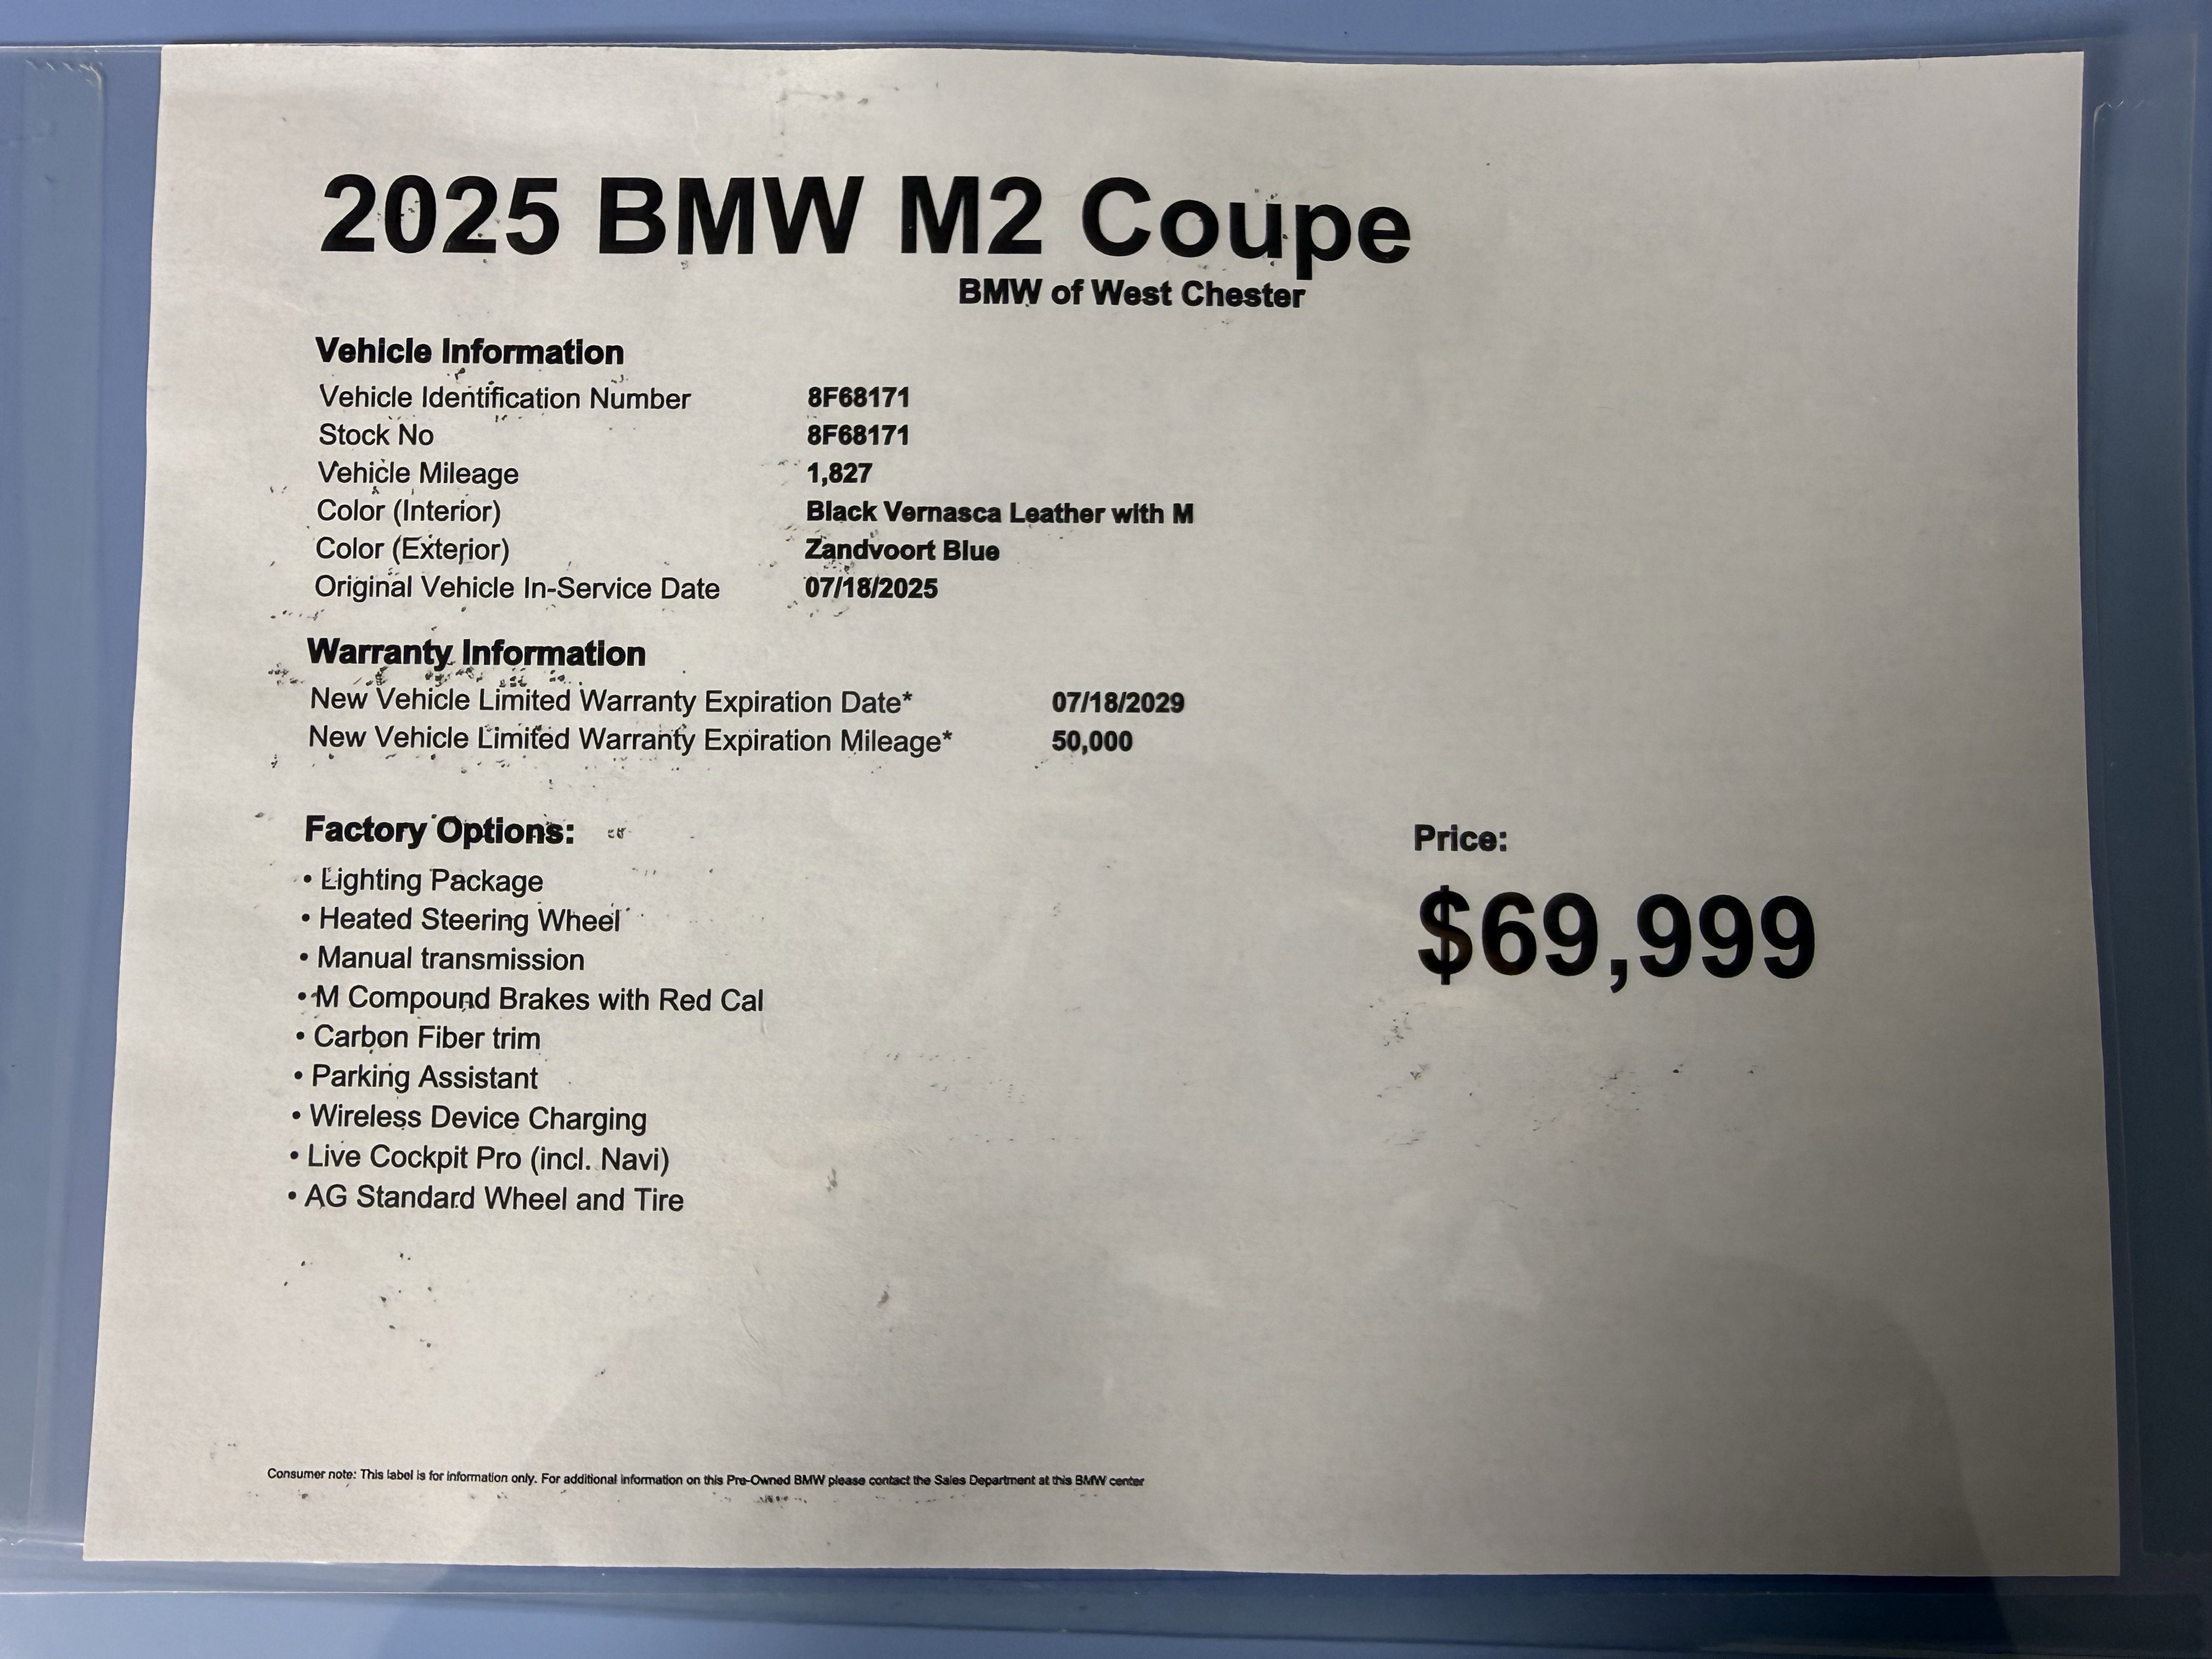 2025 BMW M2 Coupe
BMW of West Chester
Vehicle Information
Vehicle Identification Number 8F68171
Stock No 8F68171
Vehicle Mileage 1,827
Color (Interior) Black Vernasca Leather with M
Color (Exterior) Zandvoort Blue
Original Vehicle In-Service Date 07/18/2025
Warranty Information
New Vehicle Limited Warranty Expiration Date* 07/18/2029
New Vehicle Limited Warranty Expiration Mileage* 50,000
Factory Options:
• Lighting Package
• Heated Steering Wheel
• Manual transmission
• M Compound Brakes with Red Cal
• Carbon Fiber trim
• Parking Assistant
• Wireless Device Charging
• Live Cockpit Pro (incl. Navi)
• AG Standard Wheel and Tire
Price:
$69,999
Consumer note: This label is for information only. For additional information on this Pre-Owned BMW please contact the Sales Department at this BMW center